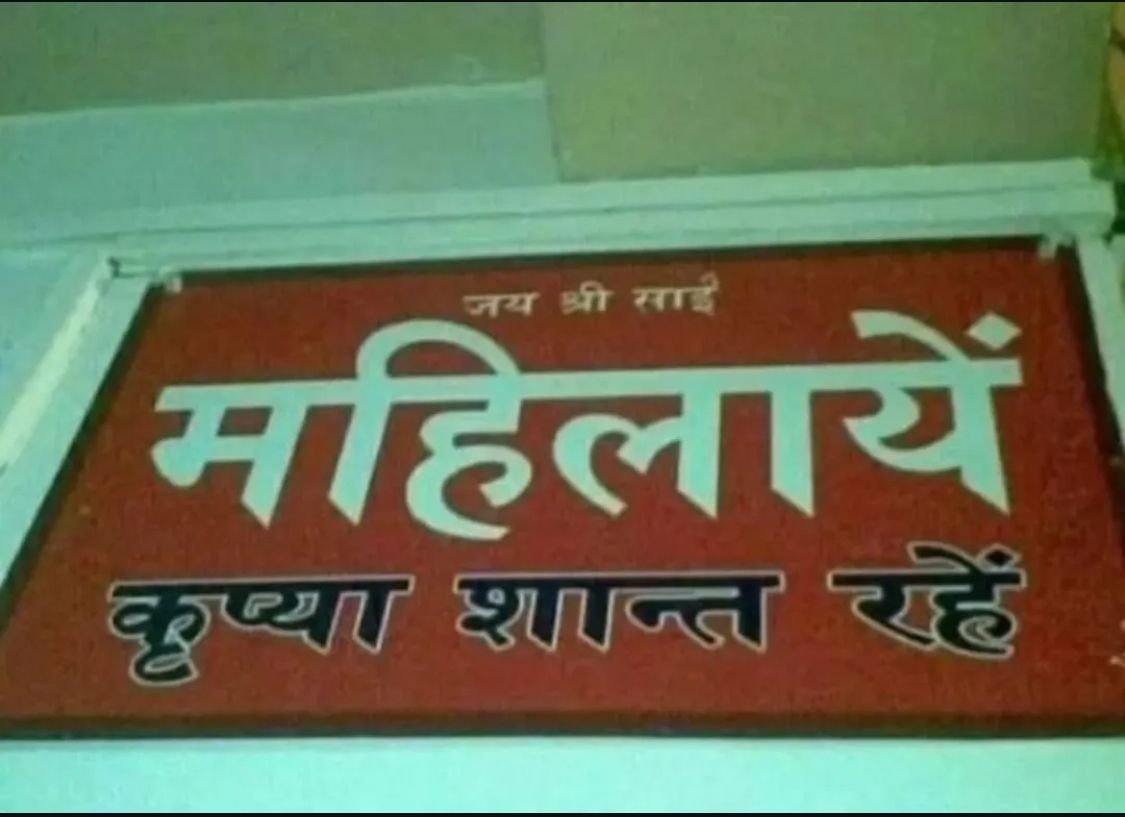 जय श्री साईं
महिलायें
कृप्या शान्त रहें